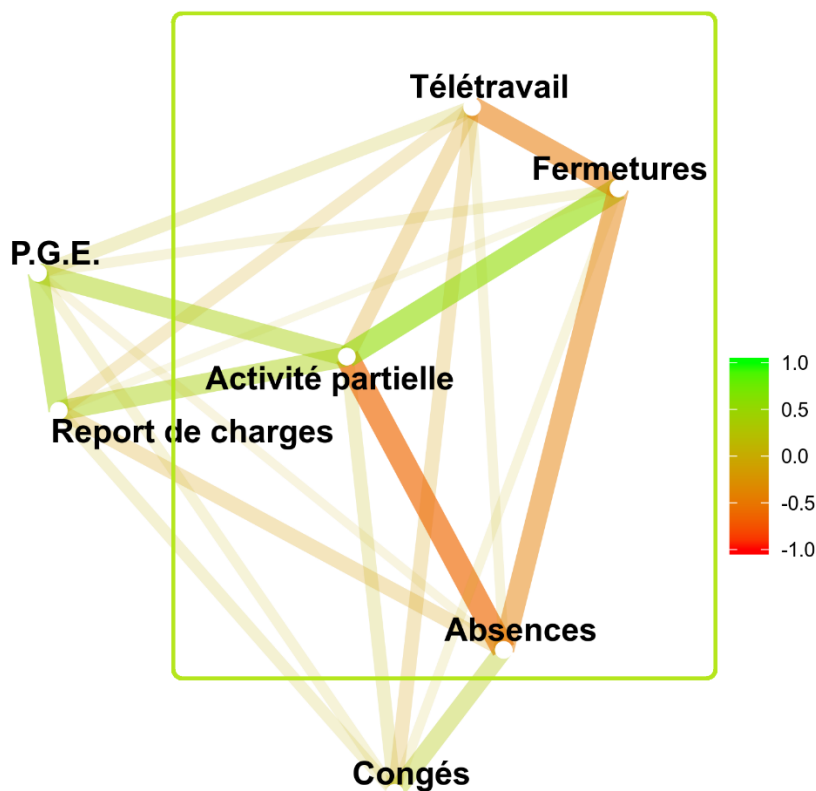 Télétravail
Fermetures
P.G.E.
Activité partielle
Report de charges
Absences
Congés
1.0
0.5
0.0
-0.5
-1.0